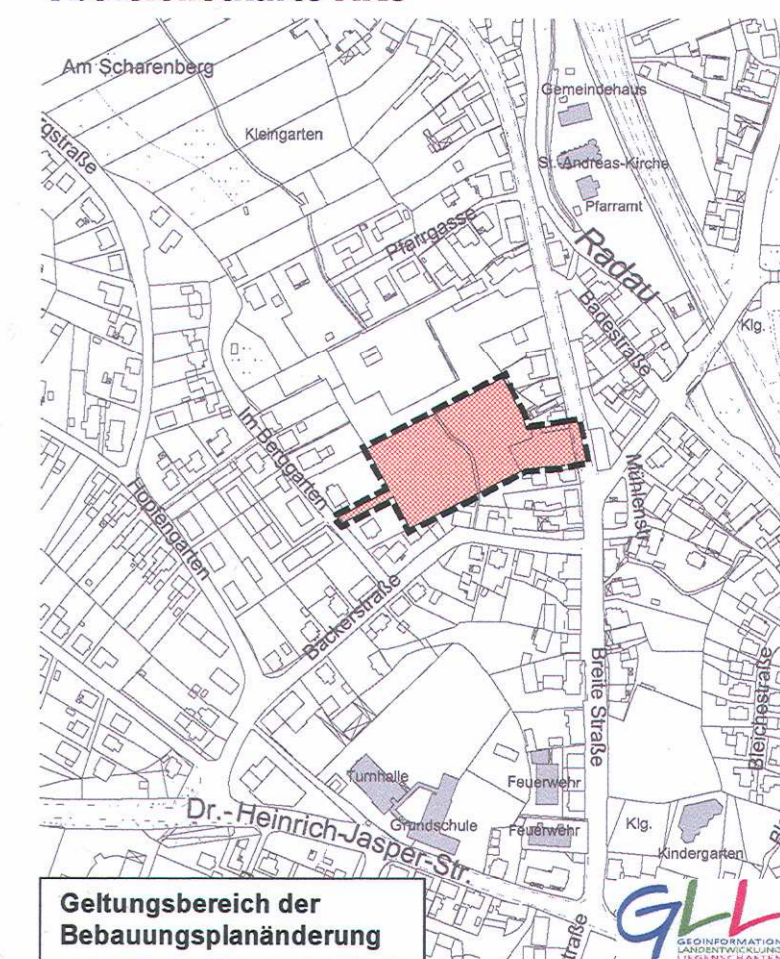 Am Scharenberg
Gemeindehaus
Kleingarten
St.-Andreas-Kirche
Pfarramt
Pfarrgasse
Radau
Badestraße
Klg.
Im Berggarten
Hopfengarten
Mühlenstr.
Bäckerstraße
Breite Straße
Bleichestraße
Turnhalle
Feuerwehr
Dr.-Heinrich-Jasper-Str.
Grundschule
Feuerwehr
Klg.
Kindergarten
Geltungsbereich der
Bebauungsplanänderung
GLL
GEOINFORMATION
LANDENTWICKLUNG
LIEGENSCHAFTEN